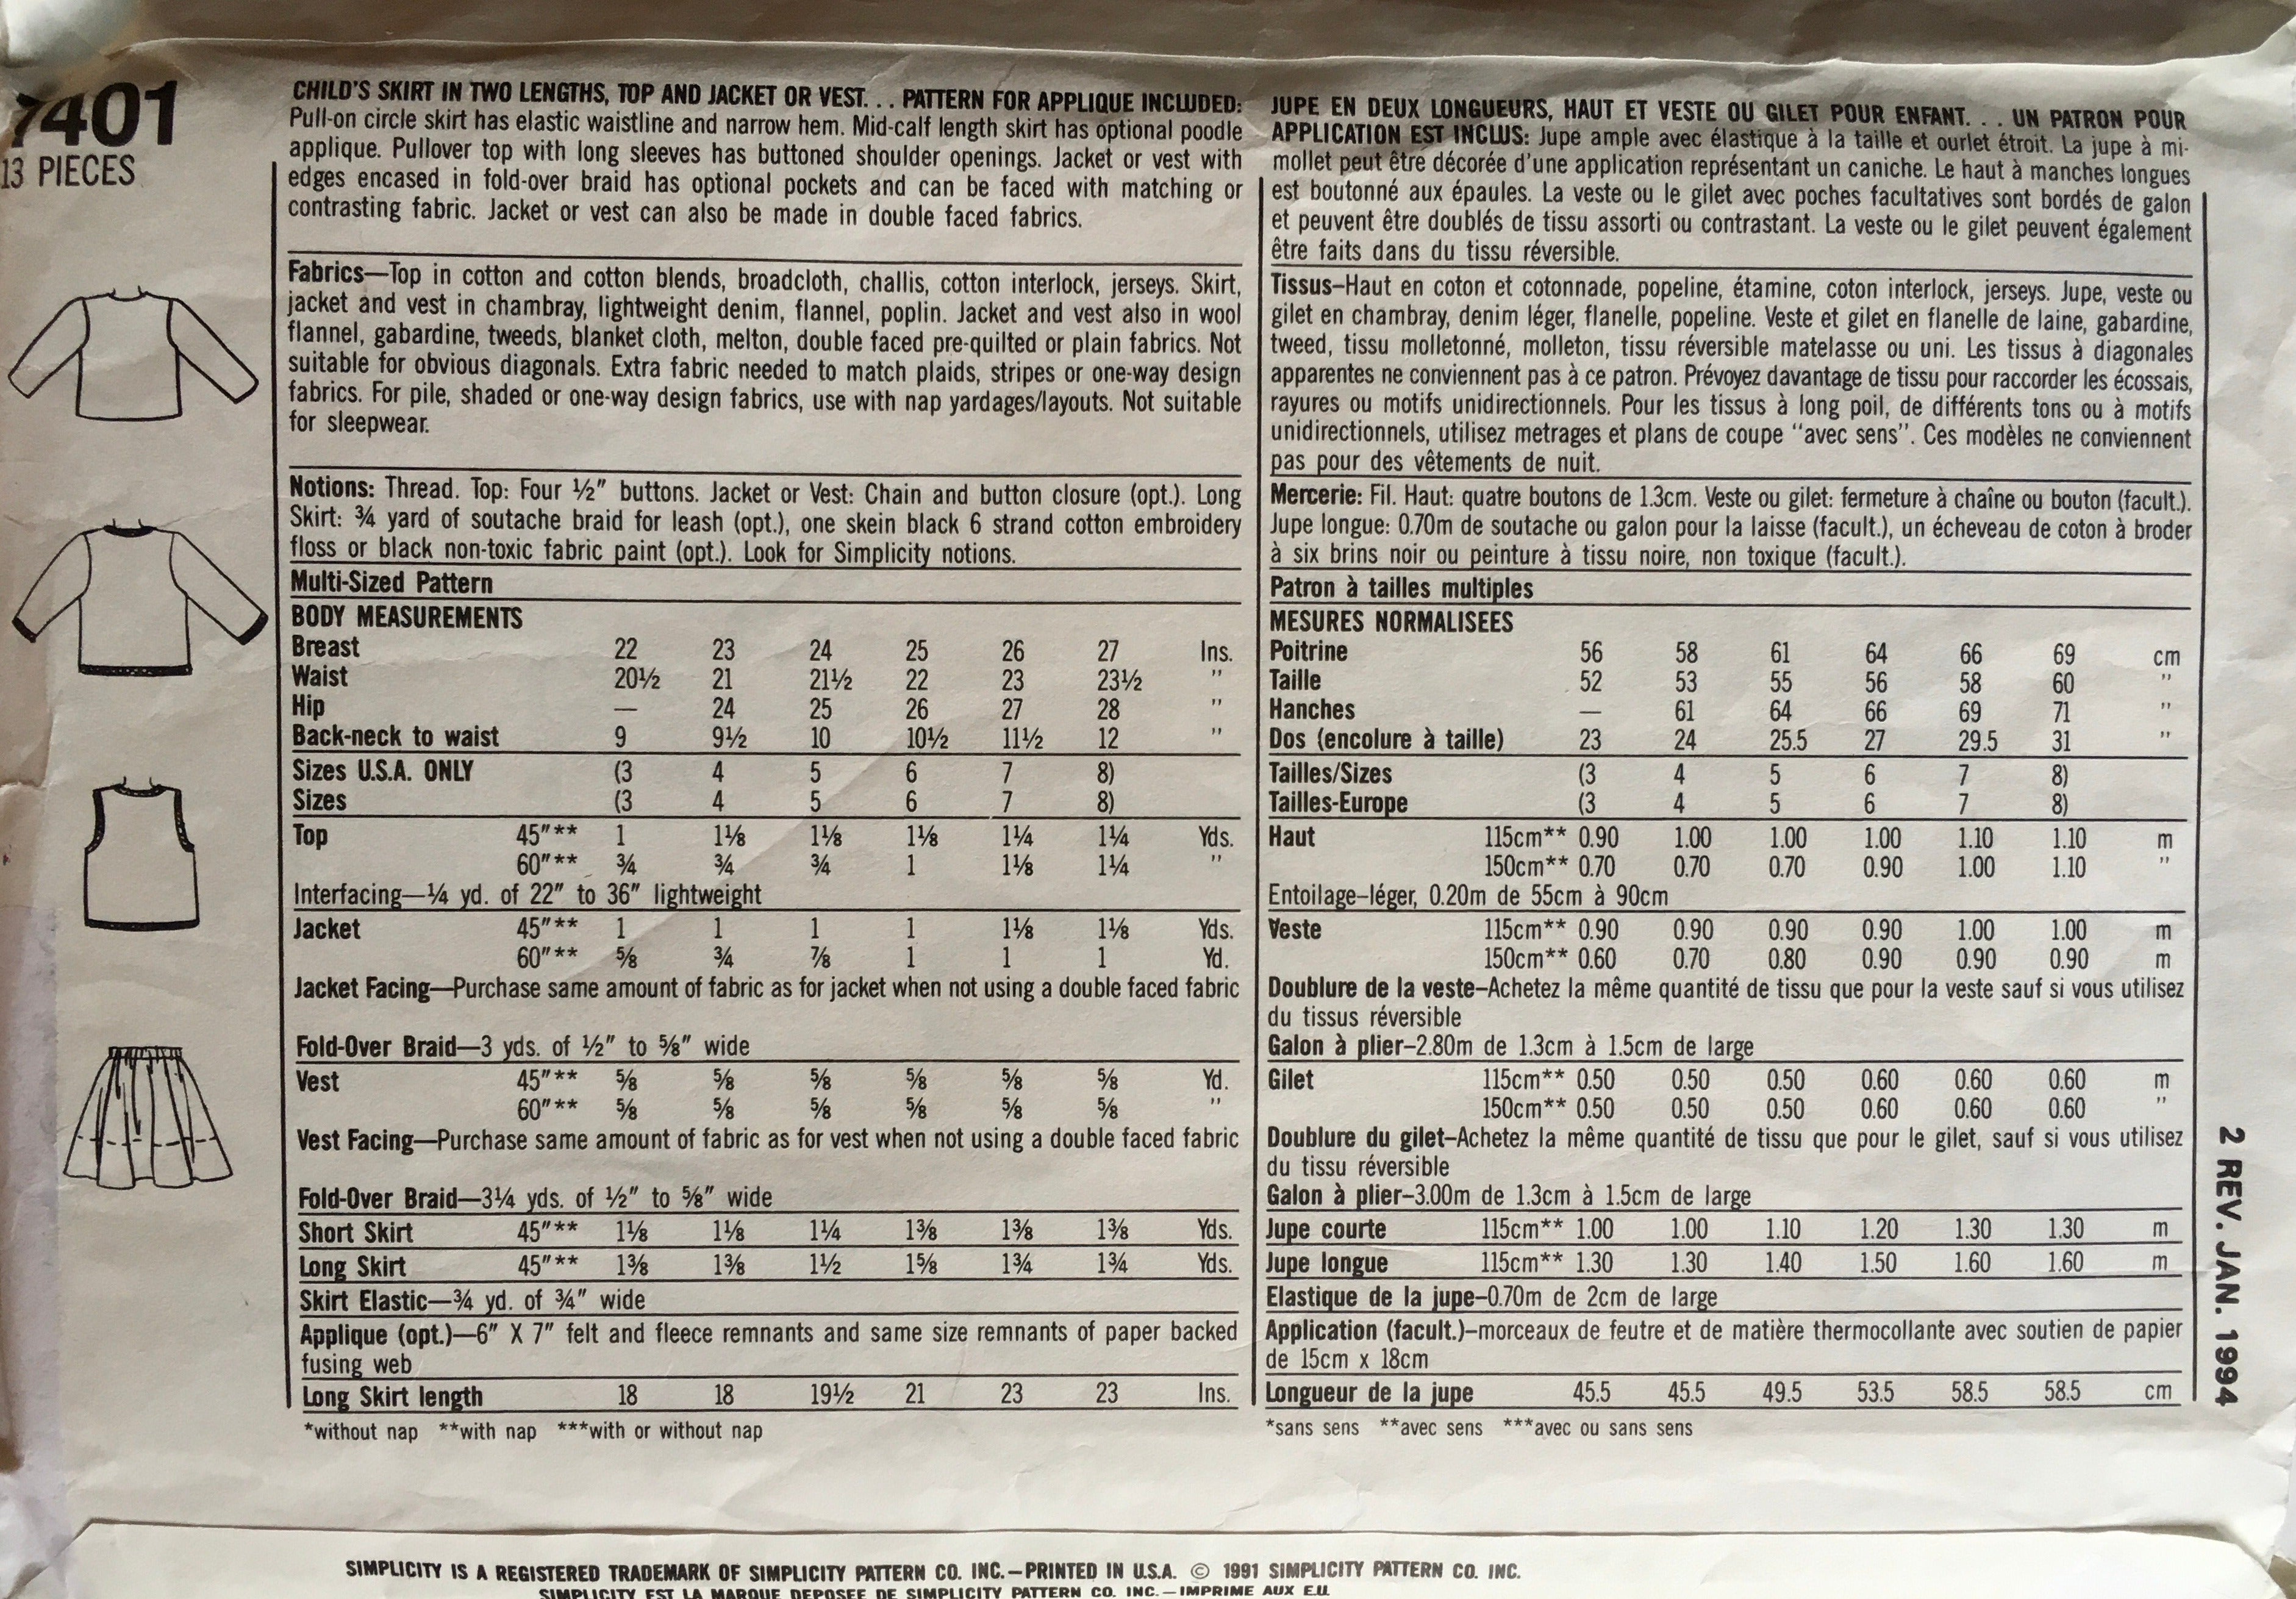 7401
13 PIECES
CHILD'S SKIRT IN TWO LENGTHS, TOP AND JACKET OR VEST. . . PATTERN FOR APPLIQUE INCLUDED:
Pull-on circle skirt has elastic waistline and narrow hem. Mid-calf length skirt has optional poodle
applique. Pullover top with long sleeves has buttoned shoulder openings. Jacket or vest with
edges encased in fold-over braid has optional pockets and can be faced with matching or
contrasting fabric. Jacket or vest can also be made in double faced fabrics.
Fabrics—Top in cotton and cotton blends, broadcloth, challis, cotton interlock, jerseys. Skirt,
jacket and vest in chambray, lightweight denim, flannel, poplin. Jacket and vest also in wool
flannel, gabardine, tweeds, blanket cloth, melton, double faced pre-quilted or plain fabrics. Not
suitable for obvious diagonals. Extra fabric needed to match plaids, stripes or one-way design
fabrics. For pile, shaded or one-way design fabrics, use with nap yardages/layouts. Not suitable
for sleepwear.
Notions: Thread. Top: Four ½" buttons. Jacket or Vest: Chain and button closure (opt.). Long
Skirt: ¾ yard of soutache braid for leash (opt.), one skein black 6 strand cotton embroidery
floss or black non-toxic fabric paint (opt.). Look for Simplicity notions.
Multi-Sized Pattern
BODY MEASUREMENTS
Breast 22 23 24 25 26 27 Ins.
Waist 20½ 21 21½ 22 23 23½ "
Hip — 24 25 26 27 28 "
Back-neck to waist 9 9½ 10 10½ 11½ 12 "
Sizes U.S.A. ONLY (3 4 5 6 7 8)
Sizes (3 4 5 6 7 8)
Top 45"** 1 1⅛ 1⅛ 1⅛ 1¼ 1¼ Yds.
60"** ¾ ¾ ¾ 1 1⅛ 1¼ "
Interfacing—¼ yd. of 22" to 36" lightweight
Jacket 45"** 1 1 1 1 1⅛ 1⅛ Yds.
60"** ⅝ ¾ ⅞ 1 1 1 Yd.
Jacket Facing—Purchase same amount of fabric as for jacket when not using a double faced fabric
Fold-Over Braid—3 yds. of ½" to ⅝" wide
Vest 45"** ⅝ ⅝ ⅝ ⅝ ⅝ ⅝ Yd.
60"** ⅝ ⅝ ⅝ ⅝ ⅝ ⅝ "
Vest Facing—Purchase same amount of fabric as for vest when not using a double faced fabric
Fold-Over Braid—3¼ yds. of ½" to ⅝" wide
Short Skirt 45"** 1⅛ 1⅛ 1¼ 1⅜ 1⅜ 1⅜ Yds.
Long Skirt 45"** 1⅜ 1⅜ 1½ 1⅝ 1¾ 1¾ Yds.
Skirt Elastic—¾ yd. of ¾" wide
Applique (opt.)—6" X 7" felt and fleece remnants and same size remnants of paper backed
fusing web
Long Skirt length 18 18 19½ 21 23 23 Ins.
*without nap **with nap ***with or without nap
JUPE EN DEUX LONGUEURS, HAUT ET VESTE OU GILET POUR ENFANT. . . UN PATRON POUR
APPLICATION EST INCLUS: Jupe ample avec élastique à la taille et ourlet étroit. La jupe à mi-
mollet peut être décorée d'une application représentant un caniche. Le haut à manches longues
est boutonné aux épaules. La veste ou le gilet avec poches facultatives sont bordés de galon
et peuvent être doublés de tissu assorti ou contrastant. La veste ou le gilet peuvent également
être faits dans du tissu réversible.
Tissus—Haut en coton et cotonnade, popeline, étamine, coton interlock, jerseys. Jupe, veste ou
gilet en chambray, denim léger, flanelle, popeline. Veste et gilet en flanelle de laine, gabardine,
tweed, tissu molletonné, molleton, tissu réversible matelasse ou uni. Les tissus à diagonales
apparentes ne conviennent pas à ce patron. Prévoyez davantage de tissu pour raccorder les écossais,
rayures ou motifs unidirectionnels. Pour les tissus à long poil, de différents tons ou à motifs
unidirectionnels, utilisez metrages et plans de coupe "avec sens". Ces modèles ne conviennent
pas pour des vêtements de nuit.
Mercerie: Fil. Haut: quatre boutons de 1.3cm. Veste ou gilet: fermeture à chaîne ou bouton (facult.).
Jupe longue: 0.70m de soutache ou galon pour la laisse (facult.), un écheveau de coton à broder
à six brins noir ou peinture à tissu noire, non toxique (facult.).
Patron à tailles multiples
MESURES NORMALISEES
Poitrine 56 58 61 64 66 69 cm
Taille 52 53 55 56 58 60 "
Hanches — 61 64 66 69 71 "
Dos (encolure à taille) 23 24 25.5 27 29.5 31 "
Tailles/Sizes (3 4 5 6 7 8)
Tailles-Europe (3 4 5 6 7 8)
Haut 115cm** 0.90 1.00 1.00 1.00 1.10 1.10 m
150cm** 0.70 0.70 0.70 0.90 1.00 1.10 "
Entoilage–léger, 0.20m de 55cm à 90cm
Veste 115cm** 0.90 0.90 0.90 0.90 1.00 1.00 m
150cm** 0.60 0.70 0.80 0.90 0.90 0.90 m
Doublure de la veste–Achetez la même quantité de tissu que pour la veste sauf si vous utilisez
du tissus réversible
Galon à plier–2.80m de 1.3cm à 1.5cm de large
Gilet 115cm** 0.50 0.50 0.50 0.60 0.60 0.60 m
150cm** 0.50 0.50 0.50 0.60 0.60 0.60 "
Doublure du gilet–Achetez la même quantité de tissu que pour le gilet, sauf si vous utilisez
du tissu réversible
Galon à plier–3.00m de 1.3cm à 1.5cm de large
Jupe courte 115cm** 1.00 1.00 1.10 1.20 1.30 1.30 m
Jupe longue 115cm** 1.30 1.30 1.40 1.50 1.60 1.60 m
Elastique de la jupe–0.70m de 2cm de large
Application (facult.)–morceaux de feutre et de matière thermocollante avec soutien de papier
de 15cm x 18cm
Longueur de la jupe 45.5 45.5 49.5 53.5 58.5 58.5 cm
*sans sens **avec sens ***avec ou sans sens
2 REV. JAN. 1994
SIMPLICITY IS A REGISTERED TRADEMARK OF SIMPLICITY PATTERN CO. INC.—PRINTED IN U.S.A. © 1991 SIMPLICITY PATTERN CO. INC.
SIMPLICITY EST LA MARQUE DEPOSEE DE SIMPLICITY PATTERN CO. INC.—IMPRIME AUX E.U.